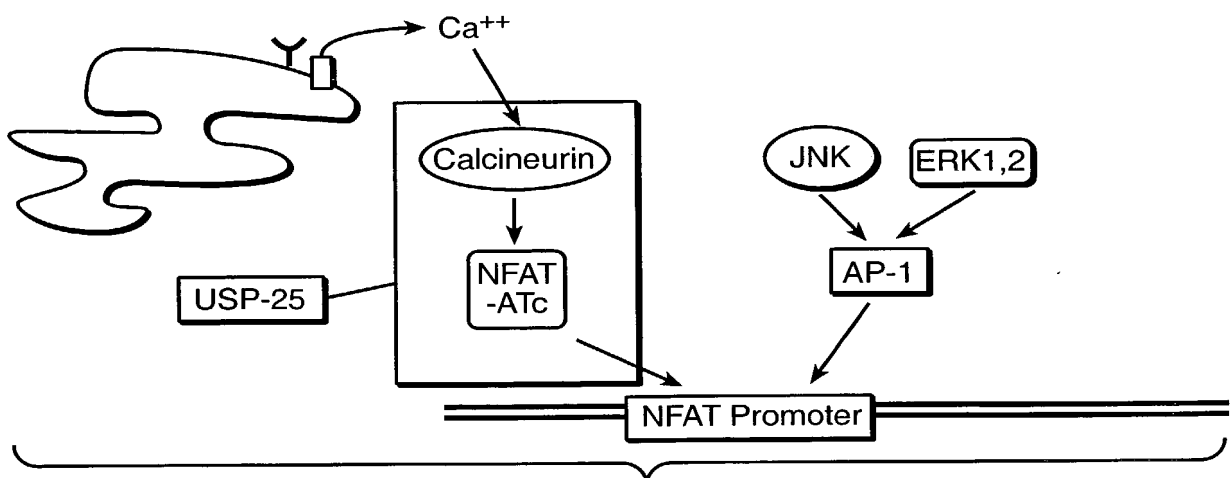 Ca++
Calcineurin
JNK
ERK1,2
NFAT
-ATc
AP-1
USP-25
NFAT Promoter